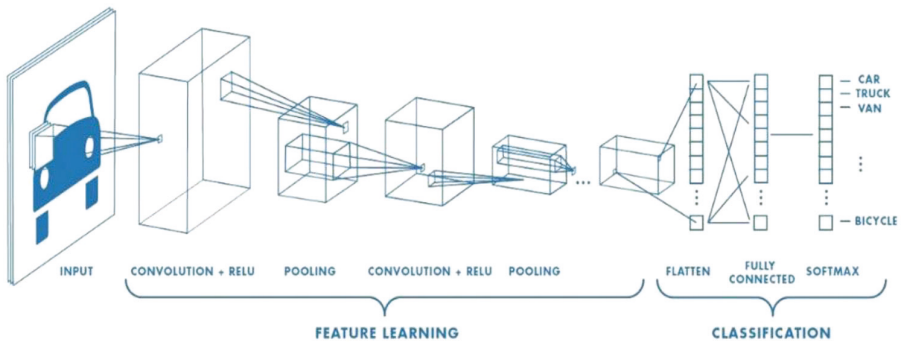 CAR
TRUCK
VAN
BICYCLE
INPUT
CONVOLUTION + RELU
POOLING
CONVOLUTION + RELU
POOLING
FLATTEN
FULLY
CONNECTED
SOFTMAX
FEATURE LEARNING
CLASSIFICATION